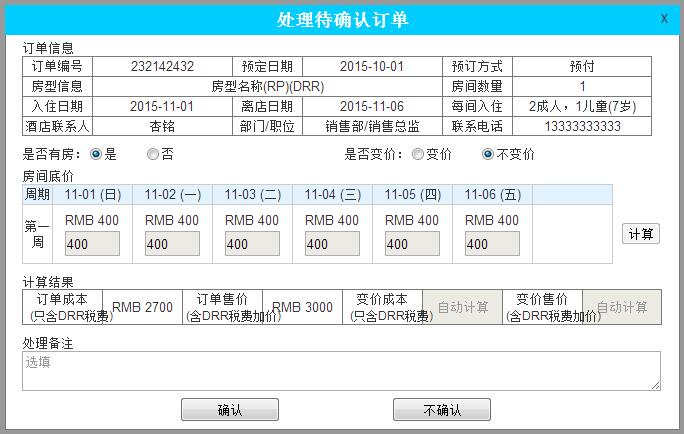 处理待确认订单 X
订单信息
订单编号 232142432 预定日期 2015-10-01 预订方式 预付
房型信息 房型名称(RP)(DRR) 房间数量 1
入住日期 2015-11-01 离店日期 2015-11-06 每间入住 2成人，1儿童(7岁)
酒店联系人 杏铭 部门/职位 销售部/销售总监 联系电话 13333333333
是否有房： 是 否 是否变价： 变价 不变价
房间底价
周期 11-01 (日) 11-02 (一) 11-03 (二) 11-04 (三) 11-05 (四) 11-06 (五)
第一周 RMB 400 RMB 400 RMB 400 RMB 400 RMB 400 RMB 400
400 400 400 400 400 400 计算
计算结果
订单成本 (只含DRR税费) RMB 2700 订单售价 (含DRR税费加价) RMB 3000 变价成本 (只含DRR税费) 自动计算 变价售价 (含DRR税费加价) 自动计算
处理备注
选填
确认 不确认